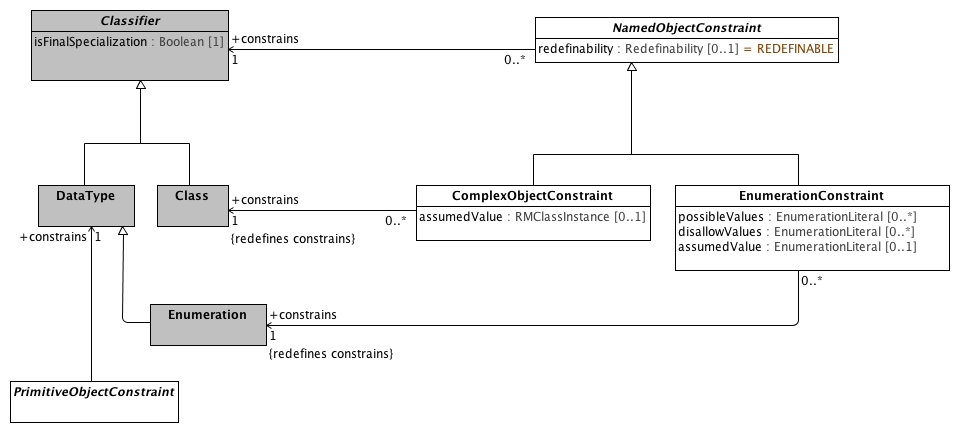 Classifier
isFinalSpecialization : Boolean [1]
NamedObjectConstraint
redefinability : Redefinability [0..1] = REDEFINABLE
+constrains
1
0..*
DataType
Class
ComplexObjectConstraint
assumedValue : RMClassInstance [0..1]
EnumerationConstraint
possibleValues : EnumerationLiteral [0..*]
disallowValues : EnumerationLiteral [0..*]
assumedValue : EnumerationLiteral [0..1]
+constrains
1
0..*
{redefines constrains}
+constrains
1
0..*
Enumeration
+constrains
1
{redefines constrains}
PrimitiveObjectConstraint